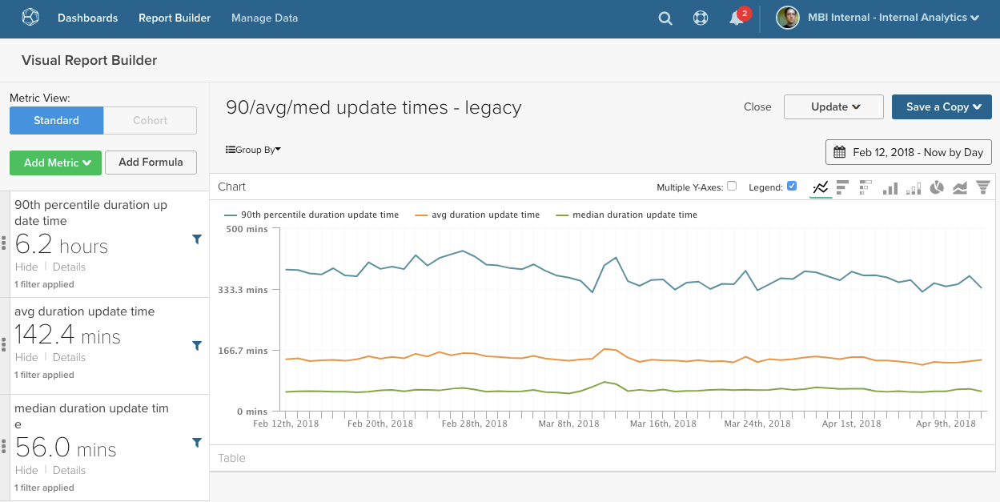 Dashboards Report Builder Manage Data 2 MBI Internal - Internal Analytics
Visual Report Builder
Metric View:
Standard Cohort
Add Metric Add Formula
90th percentile duration up
date time
6.2 hours
Hide Details
1 filter applied
avg duration update time
142.4 mins
Hide Details
1 filter applied
median duration update tim
e
56.0 mins
Hide Details
1 filter applied
90/avg/med update times - legacy
Close Update Save a Copy
Group By
Feb 12, 2018 - Now by Day
Chart Multiple Y-Axes: Legend:
90th percentile duration update time avg duration update time median duration update time
500 mins
333.3 mins
166.7 mins
0 mins
Feb 12th, 2018 Feb 20th, 2018 Feb 28th, 2018 Mar 8th, 2018 Mar 16th, 2018 Mar 24th, 2018 Apr 1st, 2018 Apr 9th, 2018
Table